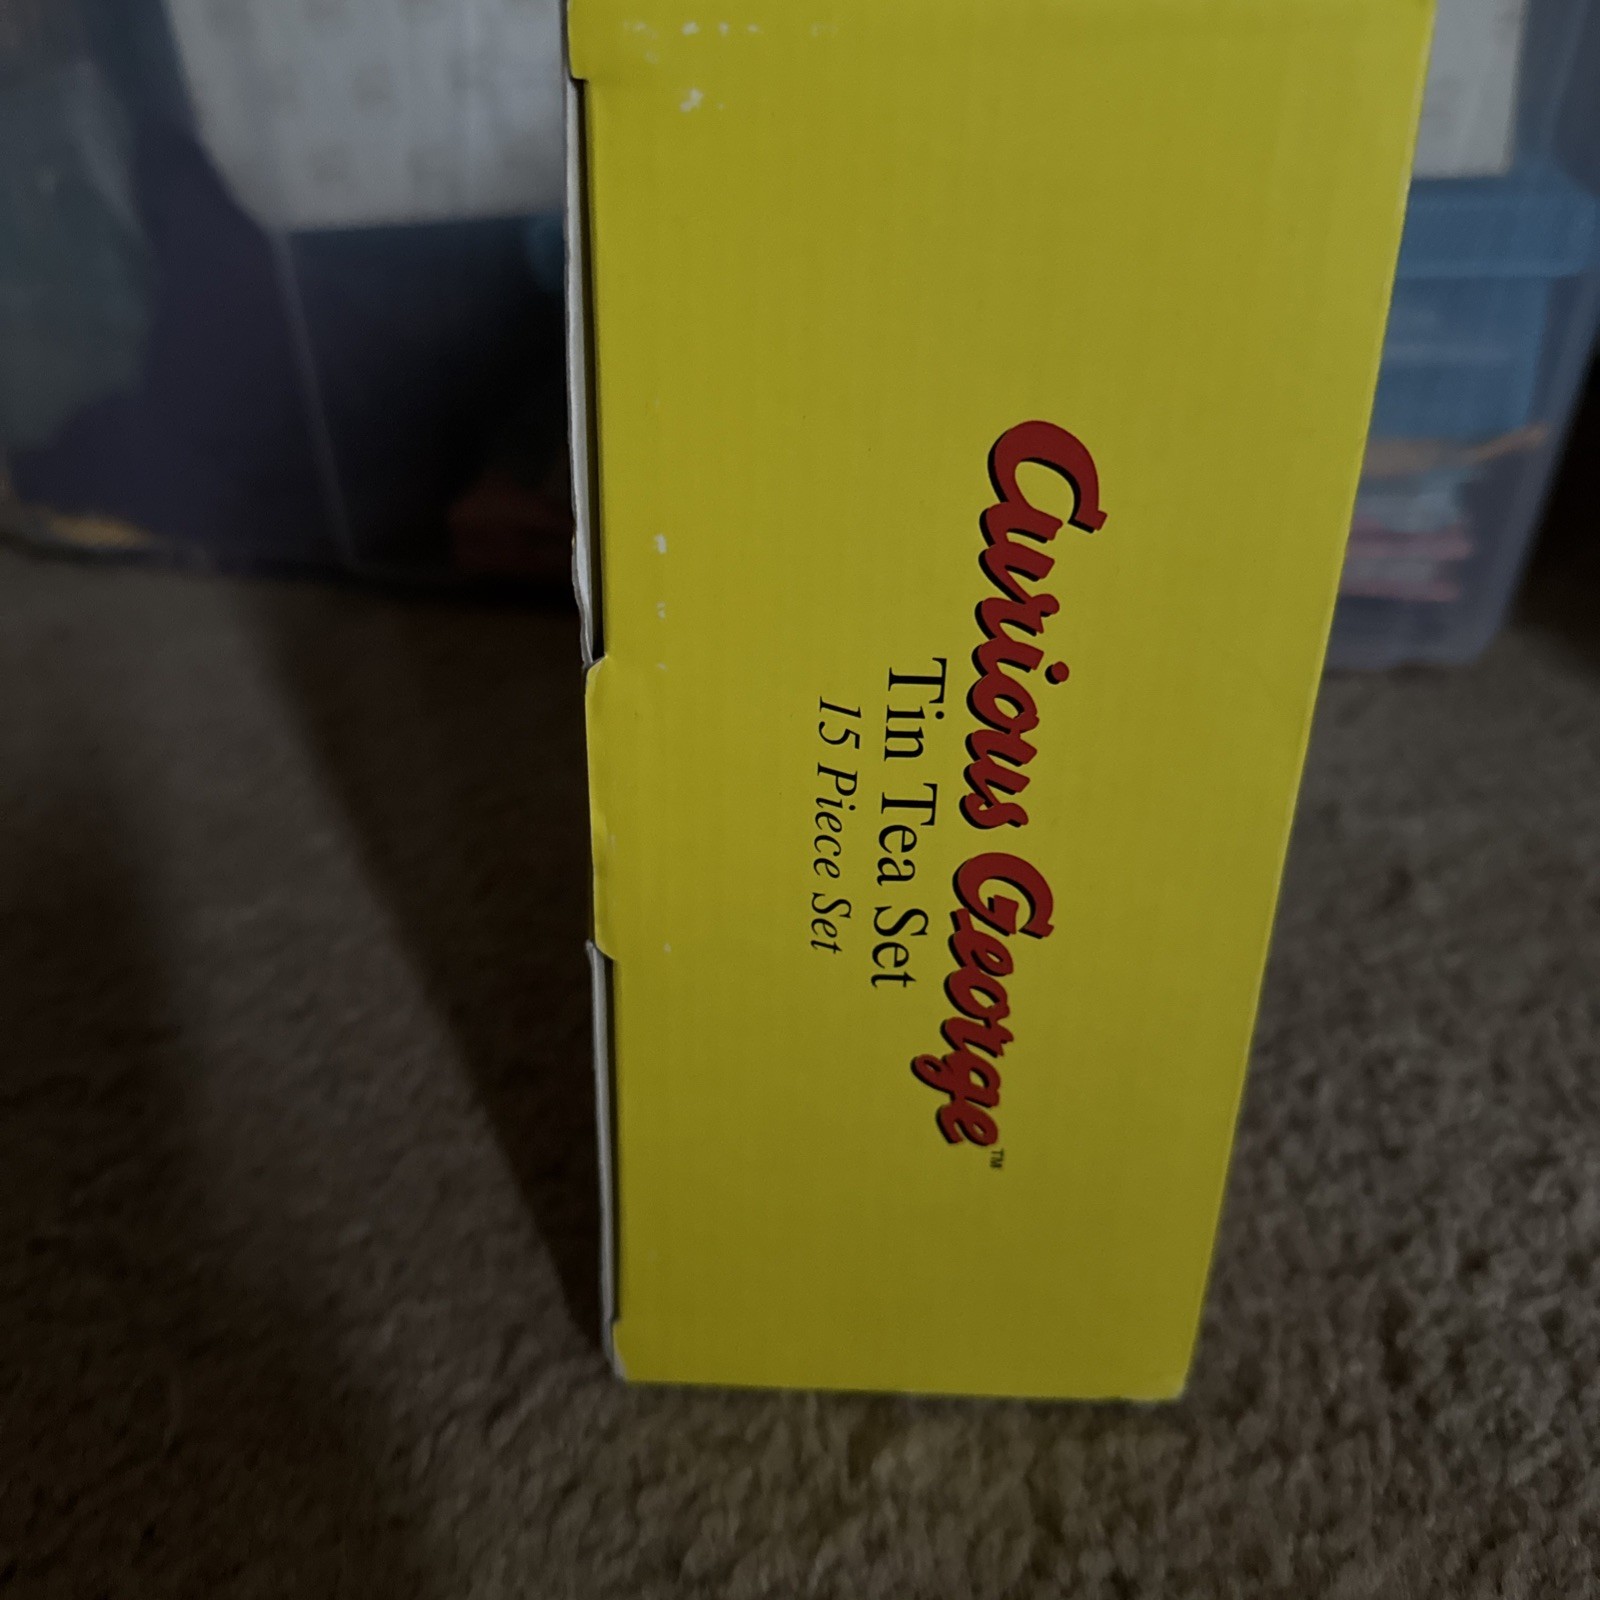 Curious George™
Tin Tea Set
15 Piece Set